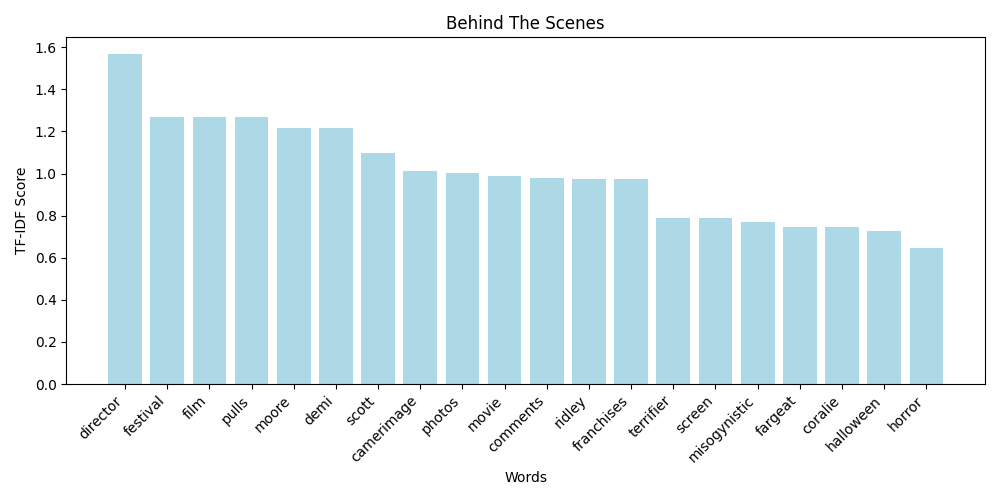 Behind The Scenes
TF-IDF Score
1.6
1.4
1.2
1.0
0.8
0.6
0.4
0.2
0.0
director
festival
film
pulls
moore
demi
scott
camerimage
photos
movie
comments
ridley
franchises
terrifier
screen
misogynistic
fargeat
coralie
halloween
horror
Words